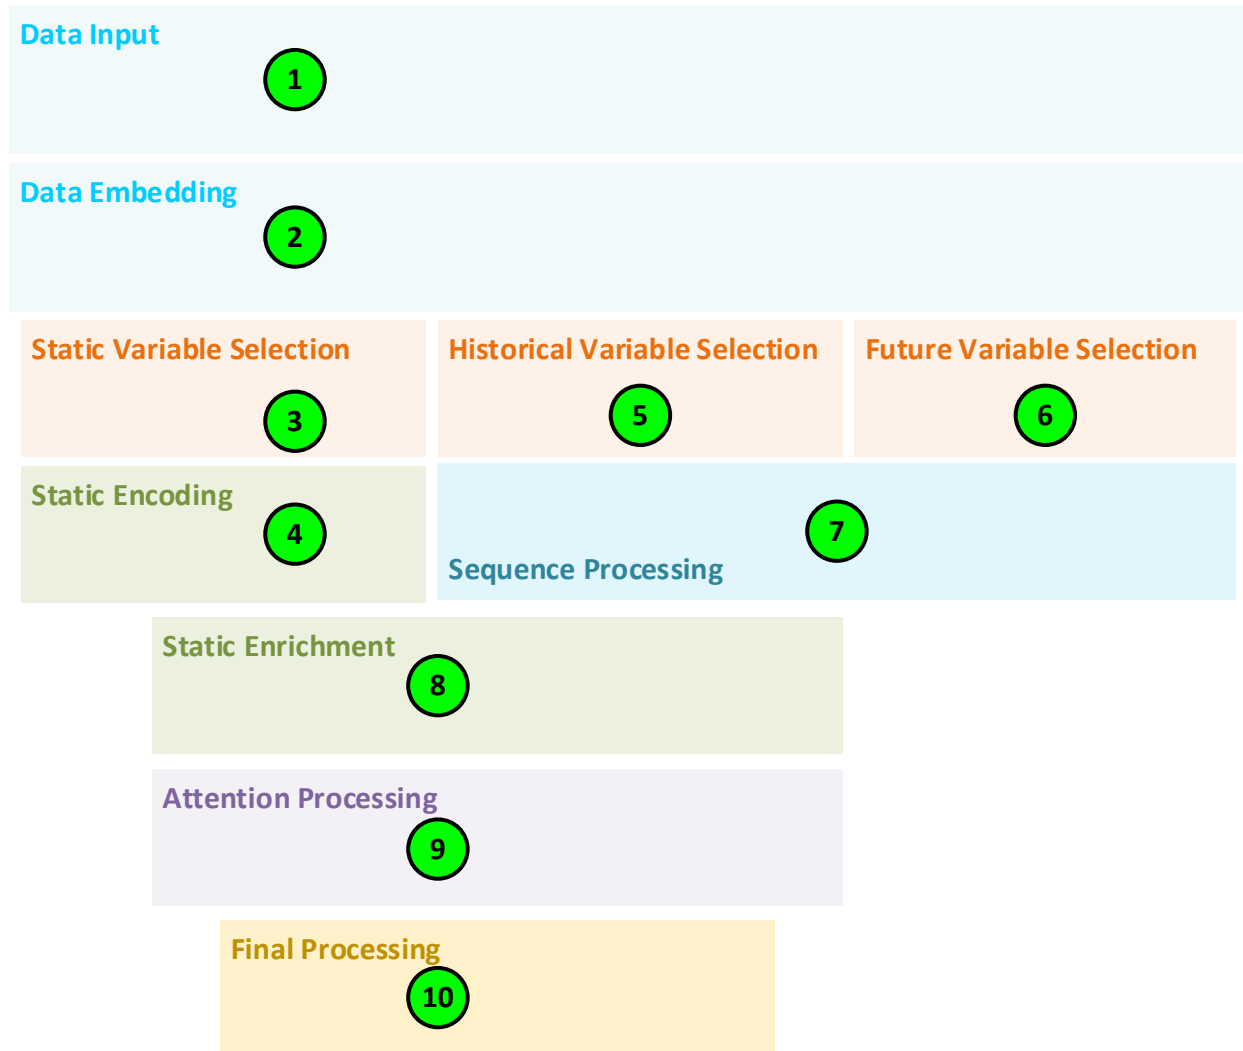 Data Input
1
Data Embedding
2
Static Variable Selection
3
Historical Variable Selection
5
Future Variable Selection
6
Static Encoding
4
7
Sequence Processing
Static Enrichment
8
Attention Processing
9
Final Processing
10